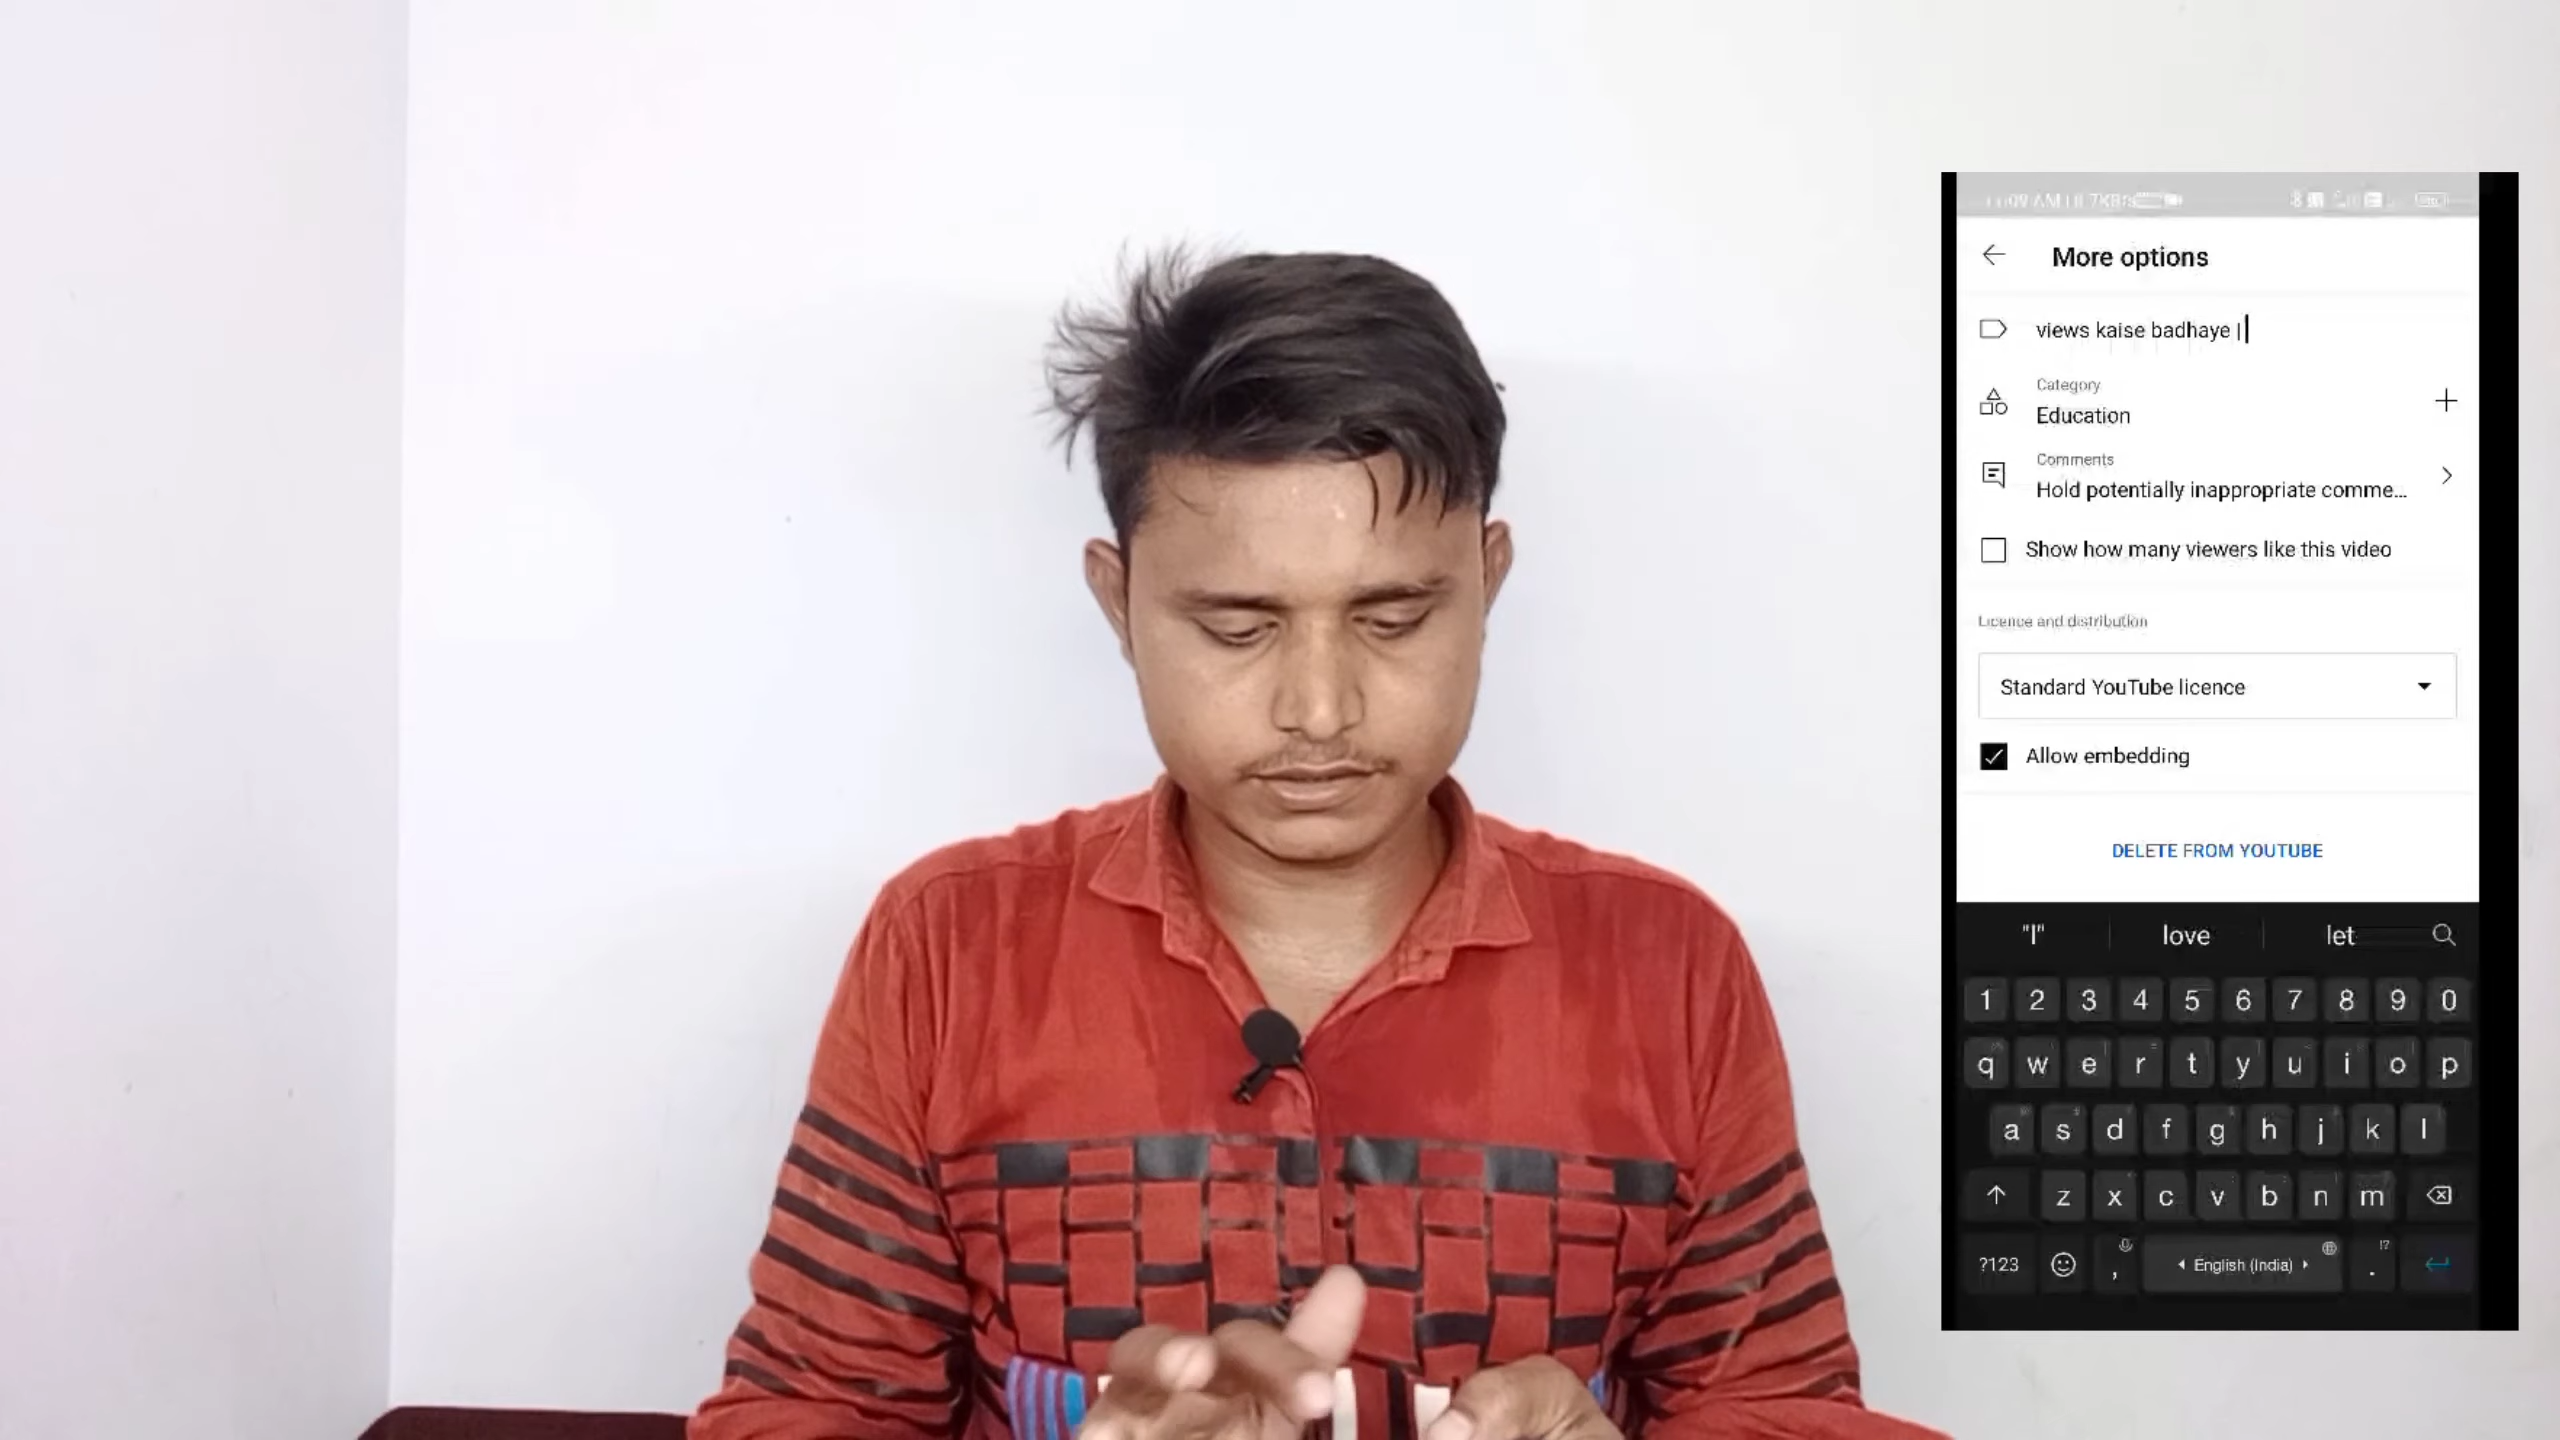 More options
views kaise badhaye |
Category
Education
Comments
Hold potentially inappropriate comme...
Show how many viewers like this video
Licence and distribution
Standard YouTube licence
Allow embedding
DELETE FROM YOUTUBE
"I" love let
1 2 3 4 5 6 7 8 9 0
q w e r t y u i o p
a s d f g h j k l
z x c v b n m
?123 , English (India) . !?